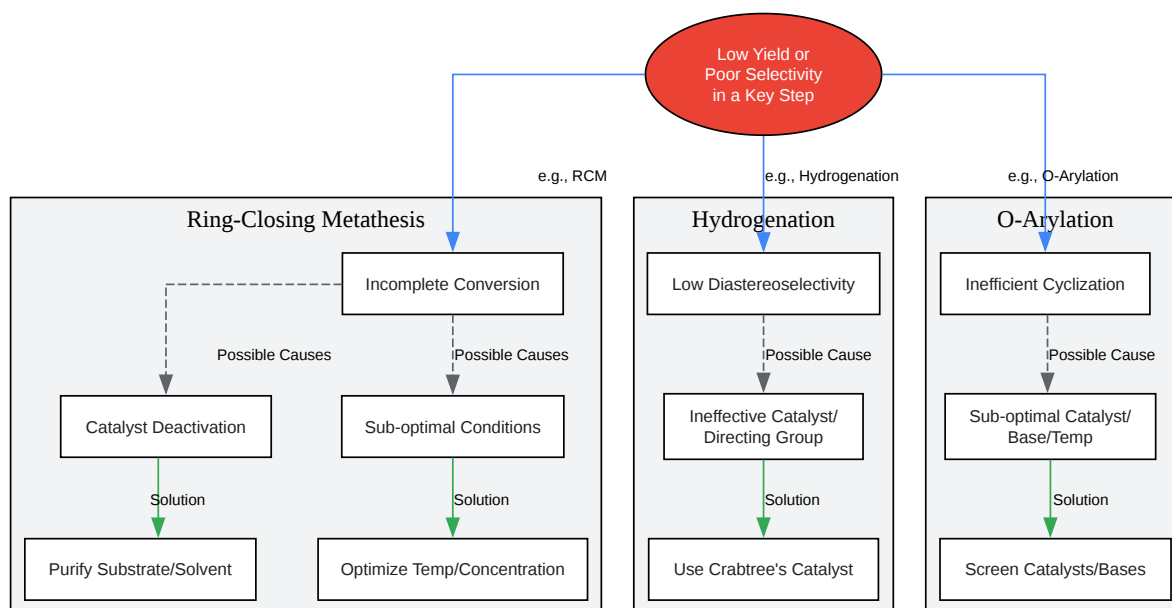 Low Yield or
Poor Selectivity
in a Key Step
e.g., RCM
e.g., Hydrogenation
e.g., O-Arylation
Ring-Closing Metathesis
Hydrogenation
O-Arylation
Incomplete Conversion
Low Diastereoselectivity
Inefficient Cyclization
Possible Causes
Possible Causes
Possible Cause
Possible Cause
Catalyst Deactivation
Sub-optimal Conditions
Ineffective Catalyst/
Directing Group
Sub-optimal Catalyst/
Base/Temp
Solution
Solution
Solution
Solution
Purify Substrate/Solvent
Optimize Temp/Concentration
Use Crabtree's Catalyst
Screen Catalysts/Bases